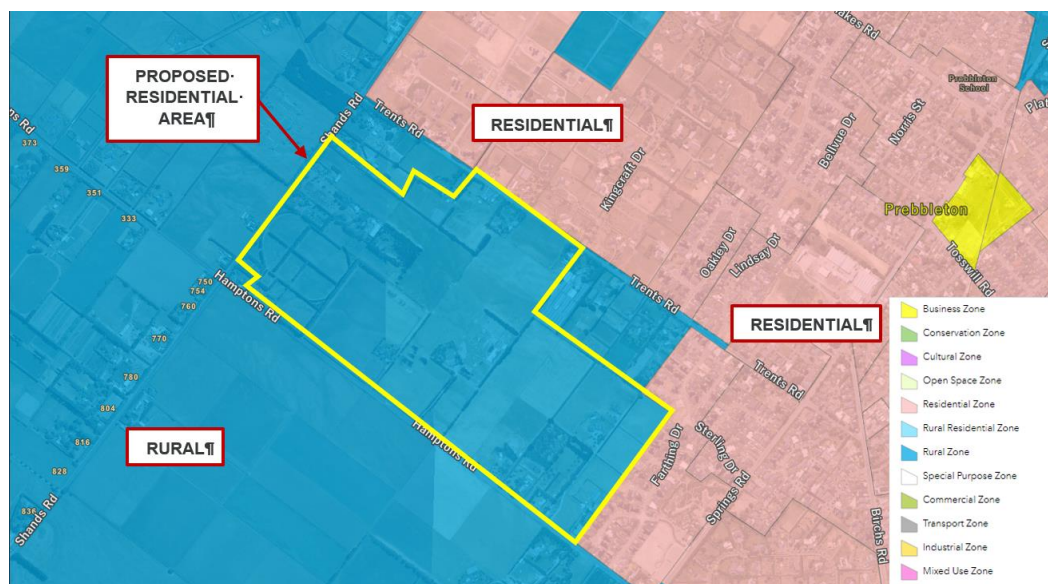 PROPOSED·
RESIDENTIAL·
AREA¶
RESIDENTIAL¶
RESIDENTIAL¶
RURAL¶
Shands Rd
Trents Rd
Kingcraft Dr
Bellvue Dr
Norris St
Prebbleton
School
Prebbleton
Tosswill Rd
Oakley Dr
Lindsay Dr
Trents Rd
Trents Rd
Farthing Dr
Sterling Dr
Springs Rd
Birchs Rd
Hamptons Rd
Hamptons Rd
Shands Rd
373
359
351
333
750
754
760
770
780
804
816
828
836
Business Zone
Conservation Zone
Cultural Zone
Open Space Zone
Residential Zone
Rural Residential Zone
Rural Zone
Special Purpose Zone
Commercial Zone
Transport Zone
Industrial Zone
Mixed Use Zone